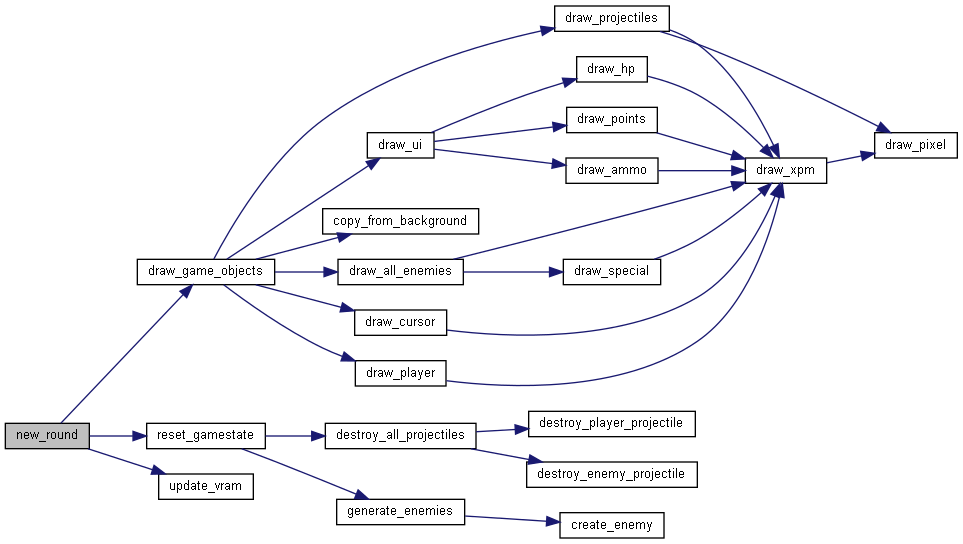 draw_projectiles
draw_hp
draw_points
draw_ui
draw_pixel
draw_ammo
draw_xpm
copy_from_background
draw_game_objects
draw_all_enemies
draw_special
draw_cursor
draw_player
new_round
reset_gamestate
destroy_all_projectiles
destroy_player_projectile
update_vram
destroy_enemy_projectile
generate_enemies
create_enemy